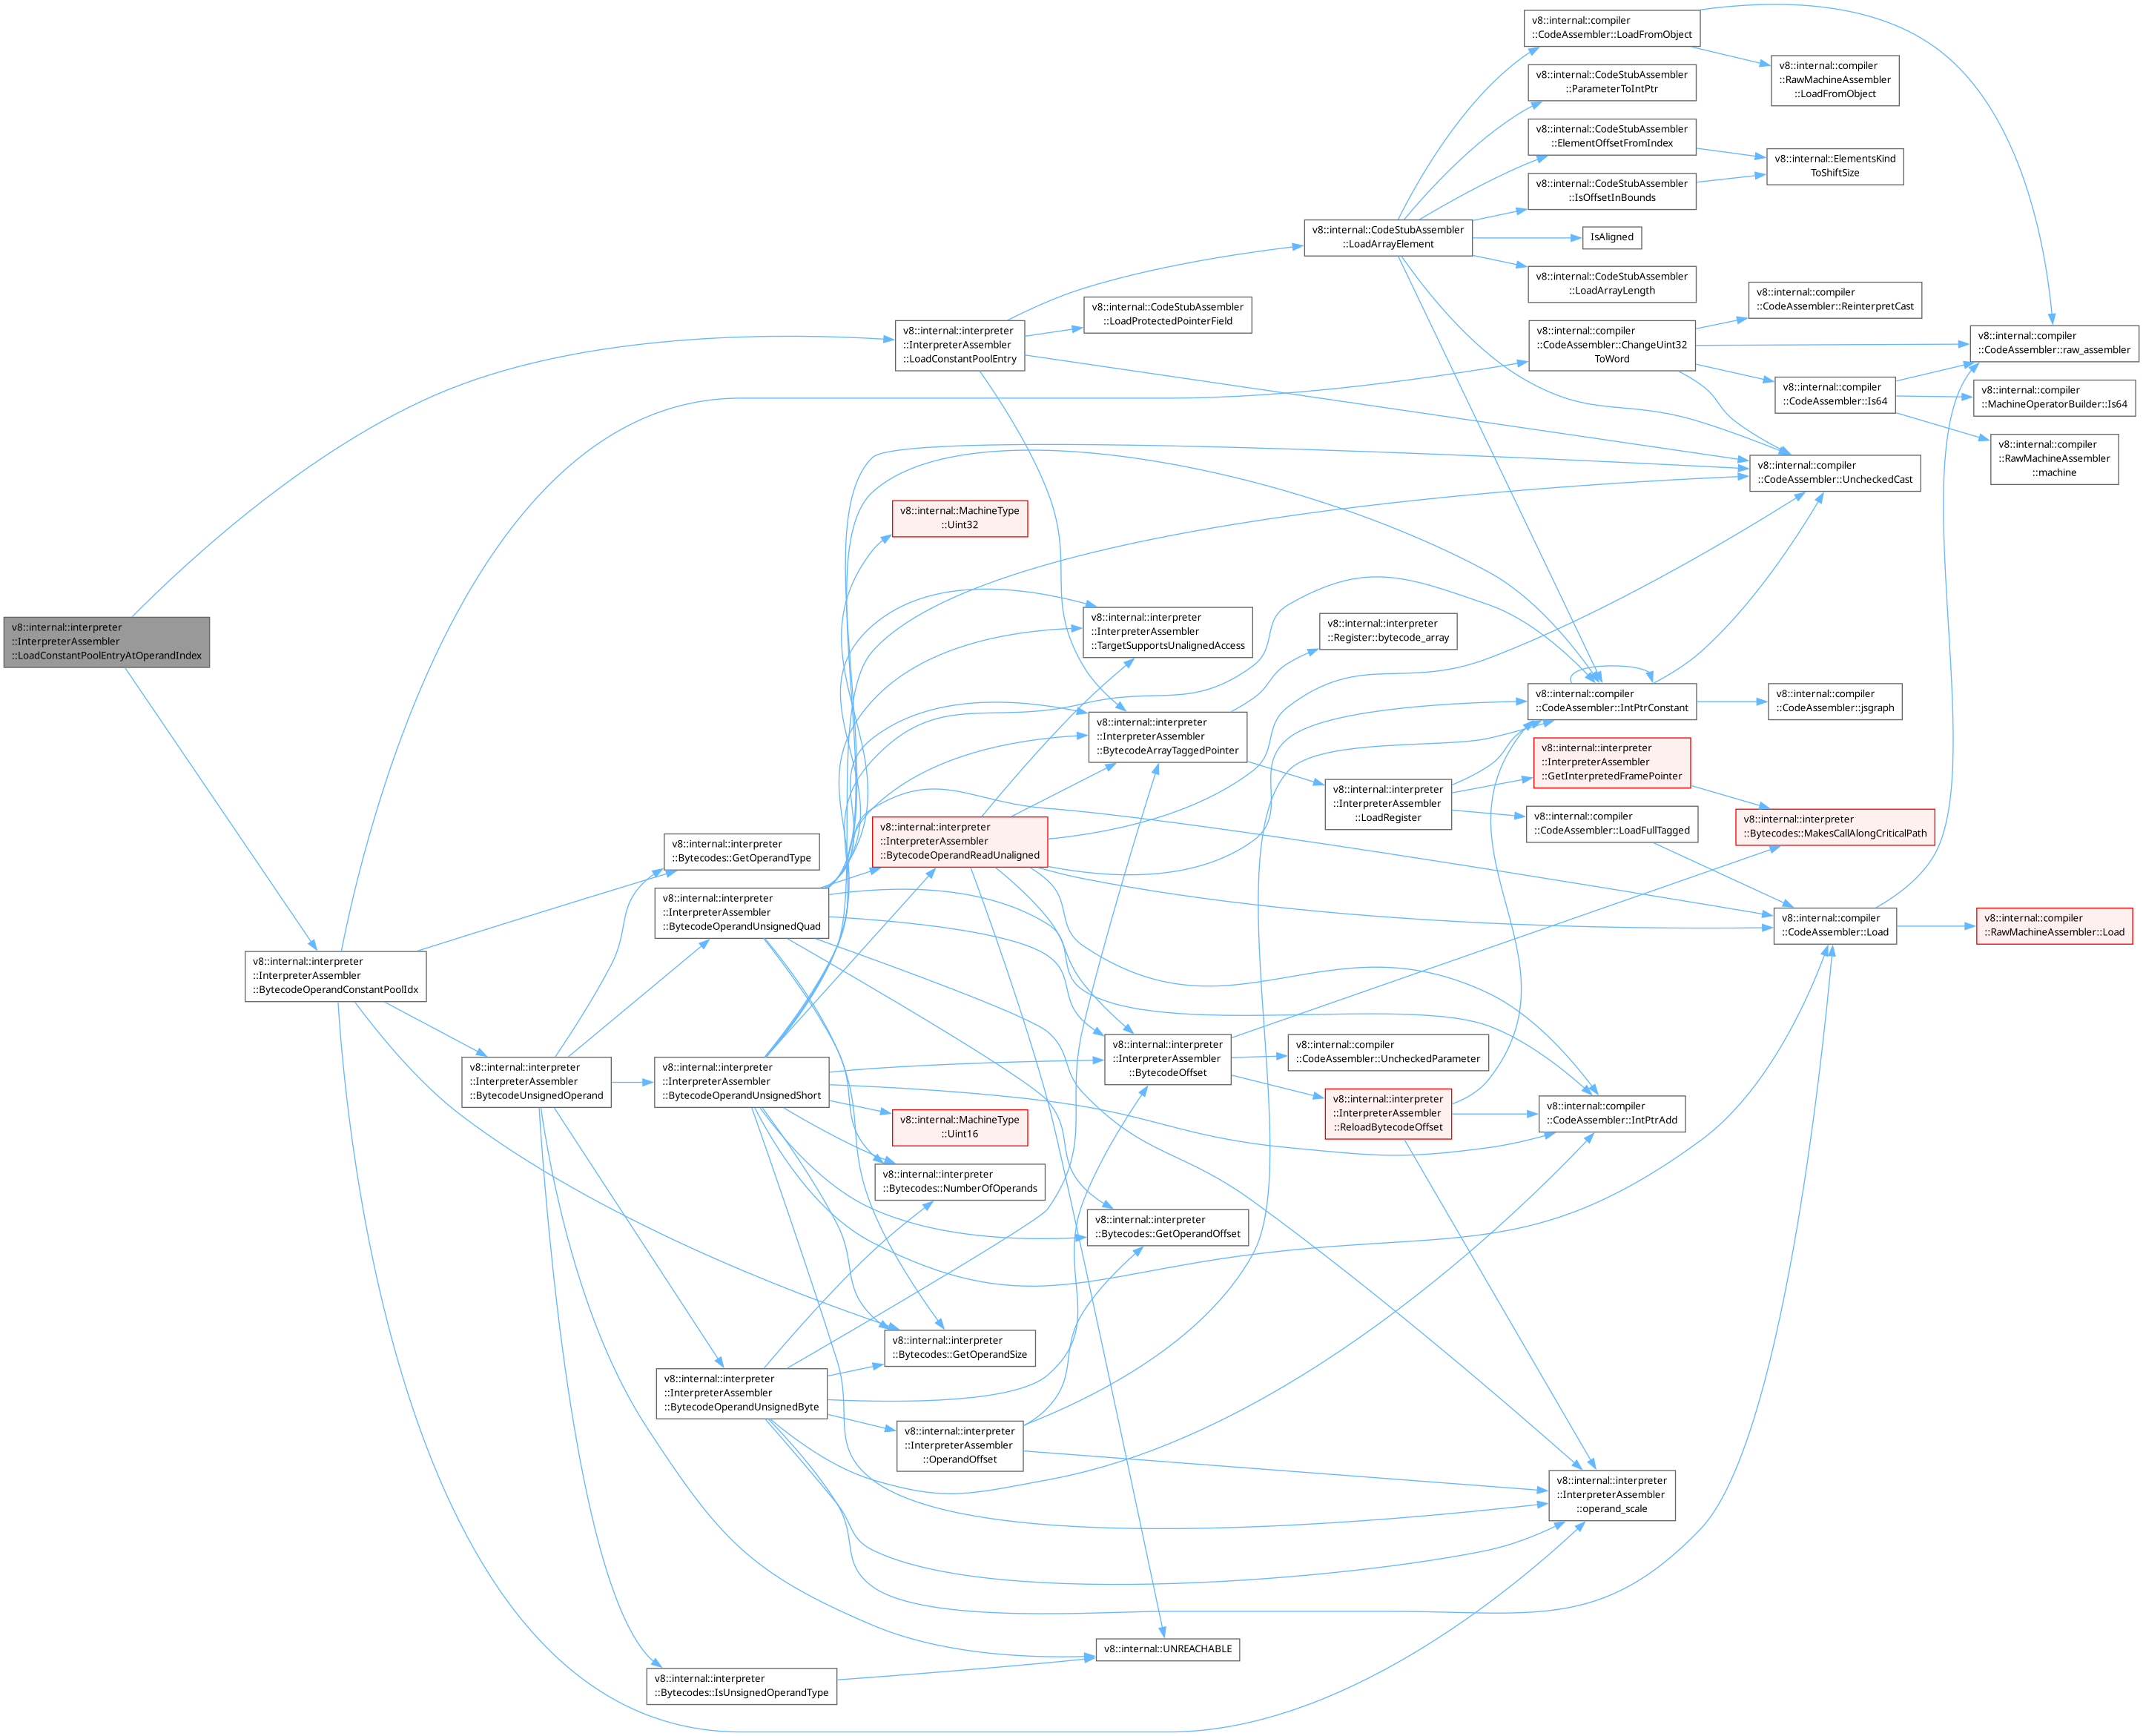 v8::internal::compiler
::CodeAssembler::LoadFromObject
v8::internal::compiler
::RawMachineAssembler
::LoadFromObject
v8::internal::CodeStubAssembler
::ParameterToIntPtr
v8::internal::CodeStubAssembler
::ElementOffsetFromIndex
v8::internal::ElementsKind
ToShiftSize
v8::internal::CodeStubAssembler
::IsOffsetInBounds
v8::internal::CodeStubAssembler
::LoadArrayElement
IsAligned
v8::internal::CodeStubAssembler
::LoadArrayLength
v8::internal::compiler
::CodeAssembler::ReinterpretCast
v8::internal::CodeStubAssembler
::LoadProtectedPointerField
v8::internal::interpreter
::InterpreterAssembler
::LoadConstantPoolEntry
v8::internal::compiler
::CodeAssembler::ChangeUint32
ToWord
v8::internal::compiler
::CodeAssembler::raw_assembler
v8::internal::compiler
::CodeAssembler::Is64
v8::internal::compiler
::MachineOperatorBuilder::Is64
v8::internal::compiler
::RawMachineAssembler
::machine
v8::internal::compiler
::CodeAssembler::UncheckedCast
v8::internal::MachineType
::Uint32
v8::internal::interpreter
::InterpreterAssembler
::LoadConstantPoolEntryAtOperandIndex
v8::internal::interpreter
::InterpreterAssembler
::TargetSupportsUnalignedAccess
v8::internal::interpreter
::Register::bytecode_array
v8::internal::compiler
::CodeAssembler::IntPtrConstant
v8::internal::compiler
::CodeAssembler::jsgraph
v8::internal::interpreter
::InterpreterAssembler
::BytecodeArrayTaggedPointer
v8::internal::interpreter
::InterpreterAssembler
::GetInterpretedFramePointer
v8::internal::interpreter
::InterpreterAssembler
::LoadRegister
v8::internal::compiler
::CodeAssembler::LoadFullTagged
v8::internal::interpreter
::Bytecodes::MakesCallAlongCriticalPath
v8::internal::interpreter
::InterpreterAssembler
::BytecodeOperandReadUnaligned
v8::internal::interpreter
::Bytecodes::GetOperandType
v8::internal::interpreter
::InterpreterAssembler
::BytecodeOperandUnsignedQuad
v8::internal::compiler
::CodeAssembler::Load
v8::internal::compiler
::RawMachineAssembler::Load
v8::internal::interpreter
::InterpreterAssembler
::BytecodeOperandConstantPoolIdx
v8::internal::interpreter
::InterpreterAssembler
::BytecodeUnsignedOperand
v8::internal::interpreter
::InterpreterAssembler
::BytecodeOperandUnsignedShort
v8::internal::interpreter
::InterpreterAssembler
::BytecodeOffset
v8::internal::compiler
::CodeAssembler::UncheckedParameter
v8::internal::interpreter
::InterpreterAssembler
::ReloadBytecodeOffset
v8::internal::compiler
::CodeAssembler::IntPtrAdd
v8::internal::MachineType
::Uint16
v8::internal::interpreter
::Bytecodes::NumberOfOperands
v8::internal::interpreter
::Bytecodes::GetOperandOffset
v8::internal::interpreter
::Bytecodes::GetOperandSize
v8::internal::interpreter
::InterpreterAssembler
::BytecodeOperandUnsignedByte
v8::internal::interpreter
::InterpreterAssembler
::OperandOffset
v8::internal::interpreter
::InterpreterAssembler
::operand_scale
v8::internal::UNREACHABLE
v8::internal::interpreter
::Bytecodes::IsUnsignedOperandType